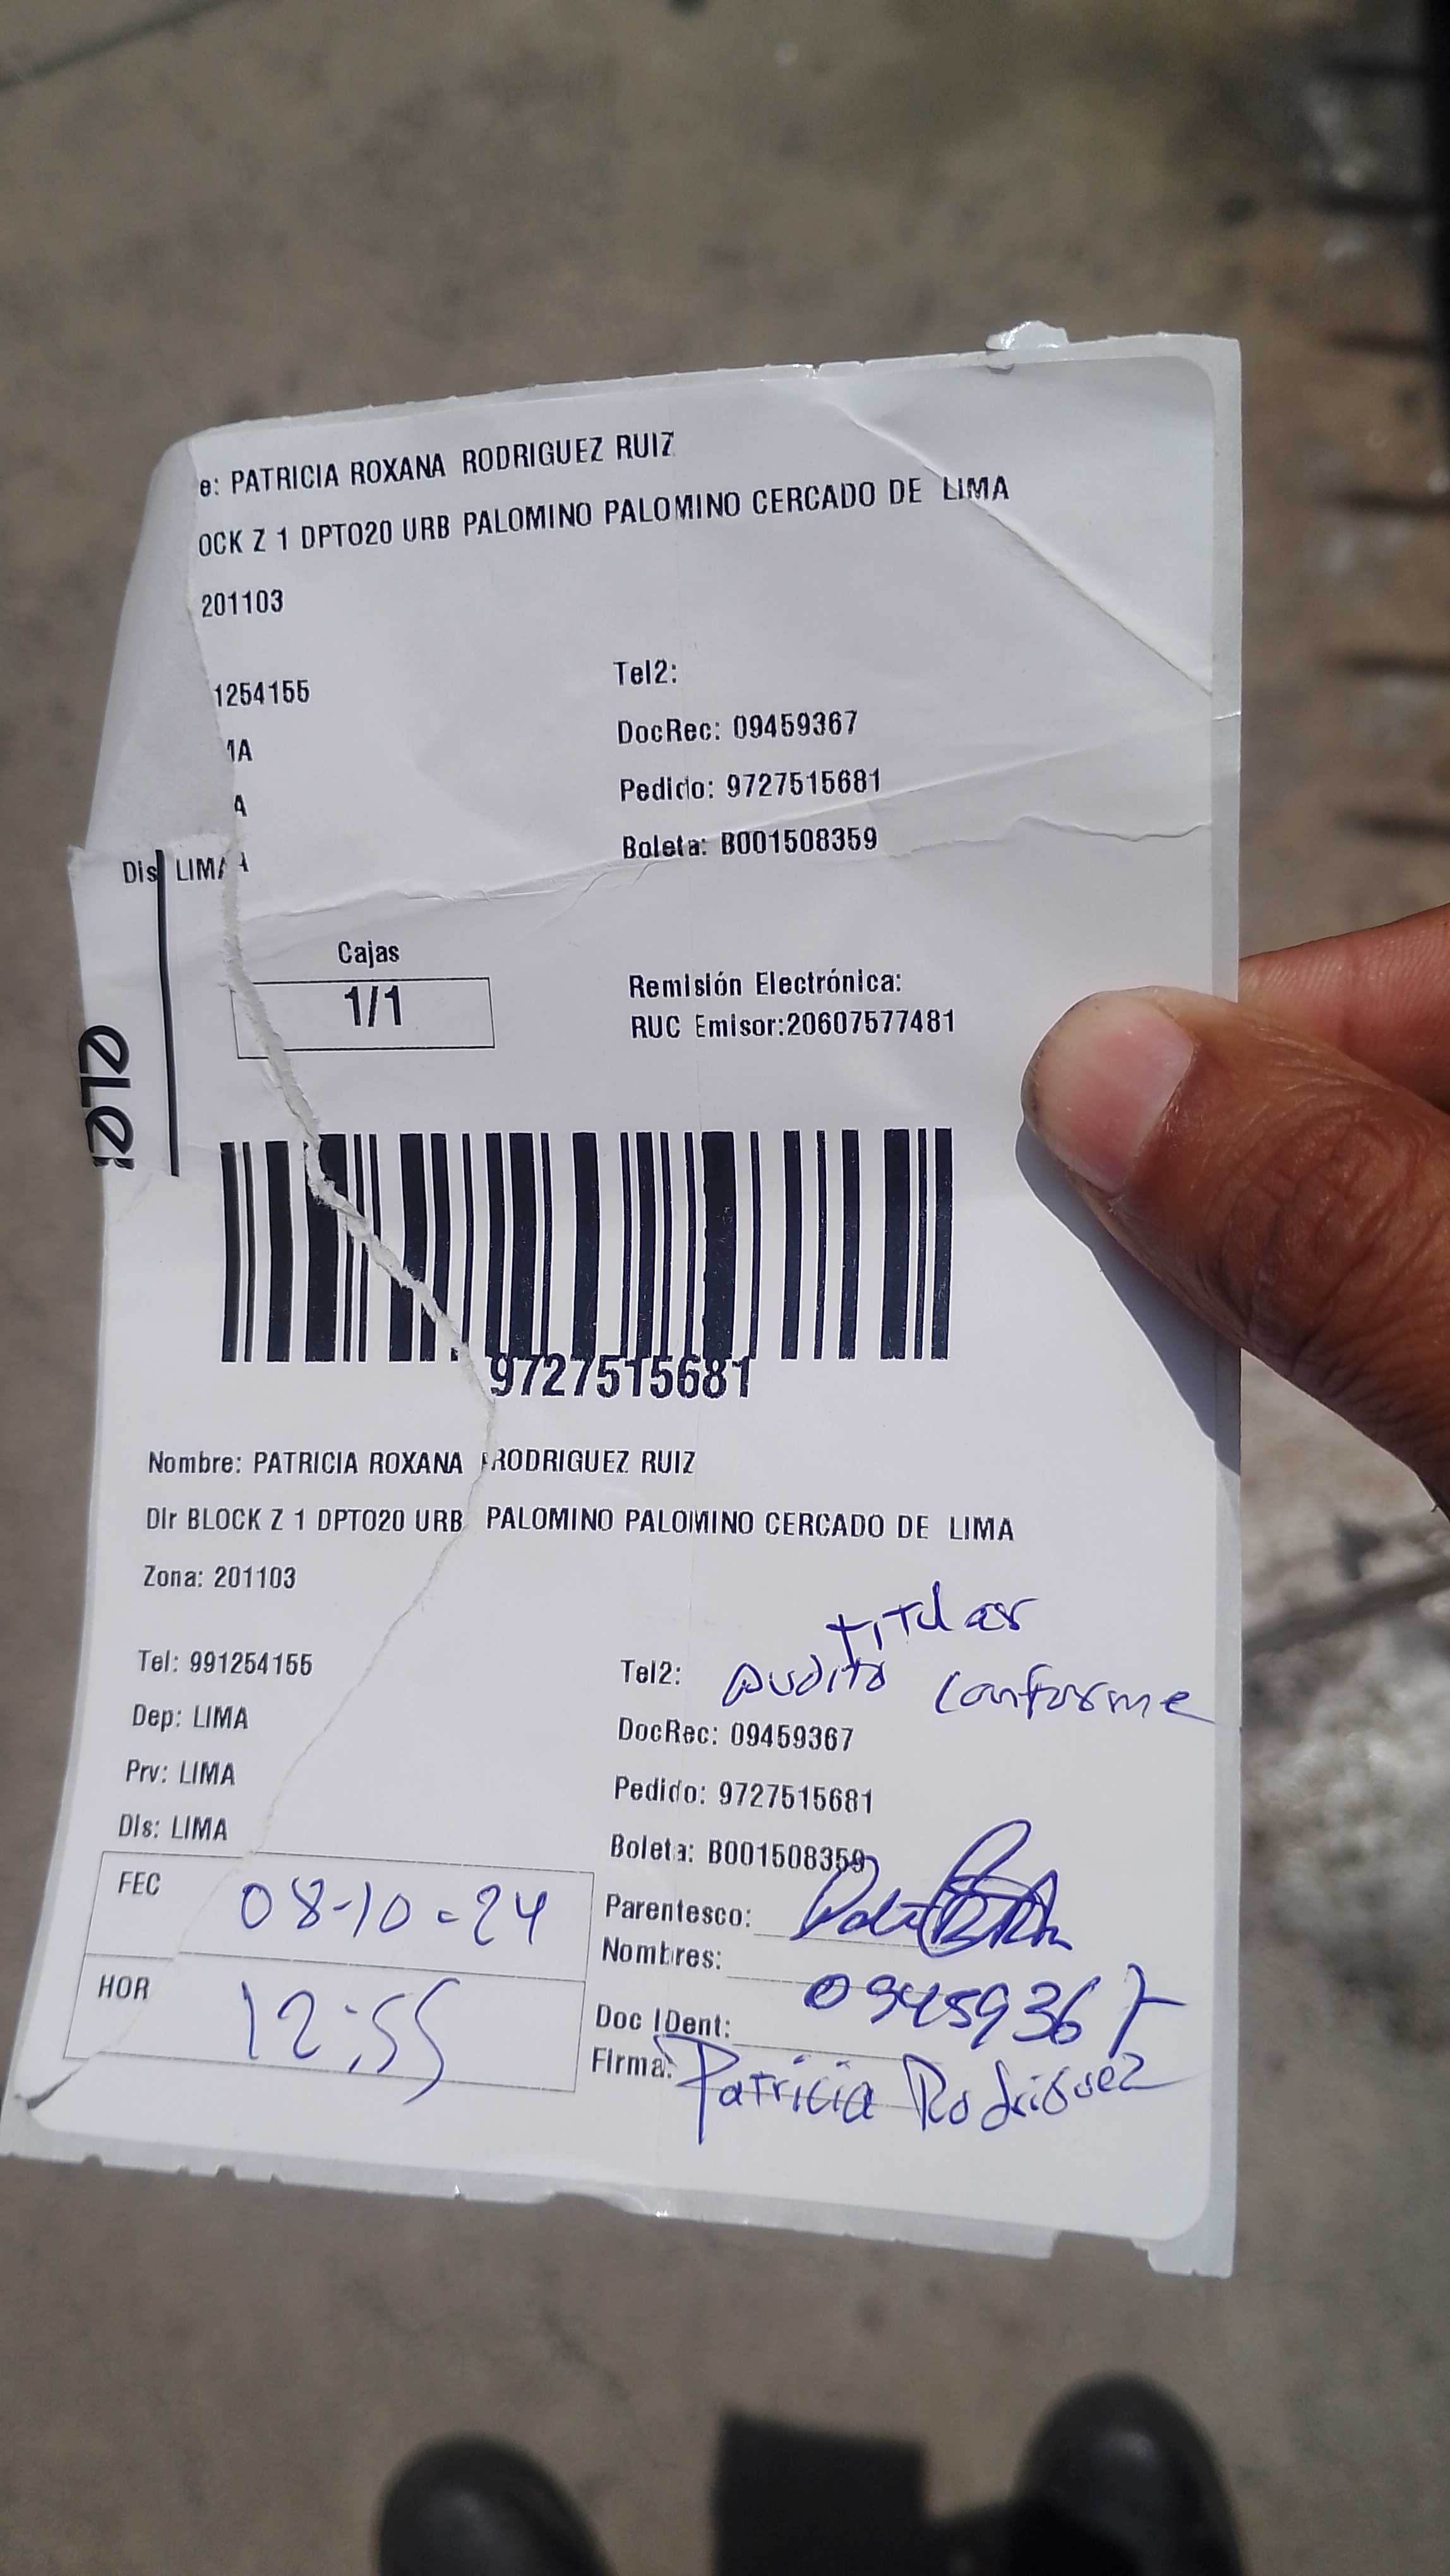 e: PATRICIA ROXANA RODRIGUEZ RUIZ
OCK Z 1 DPTO20 URB PALOMINO PALOMINO CERCADO DE LIMA
201103
1254155
Tel2:
DocRec: 09459367
Pedido: 9727515681
Dis LIMA
Boleta: B001508359
Cajas
1/1
Remisión Electrónica:
RUC Emisor:20607577481
9727515681
Nombre: PATRICIA ROXANA RODRIGUEZ RUIZ
Dir BLOCK Z 1 DPTO20 URB PALOMINO PALOMINO CERCADO DE LIMA
Zona: 201103
titular
Tel: 991254155
Tel2: audito conforme
Dep: LIMA
DocRec: 09459367
Prv: LIMA
Pedido: 9727515681
Dis: LIMA
Boleta: B001508359
FEC 08-10-24
Parentesco:
Nombres:
HOR 12:55
Doc IDent: 09459367
Firma: Patricia Rodriguez